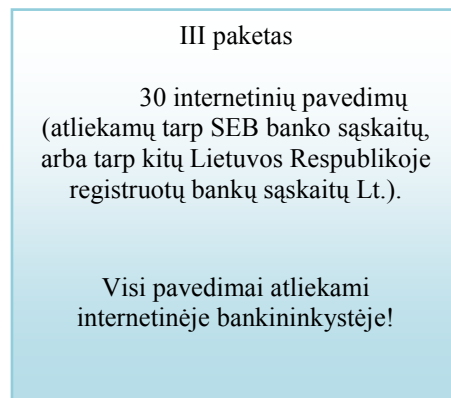 III paketas
30 internetinių pavedimų
(atliekamų tarp SEB banko sąskaitų,
arba tarp kitų Lietuvos Respublikoje
registruotų bankų sąskaitų Lt.).
Visi pavedimai atliekami
internetinėje bankininkystėje!